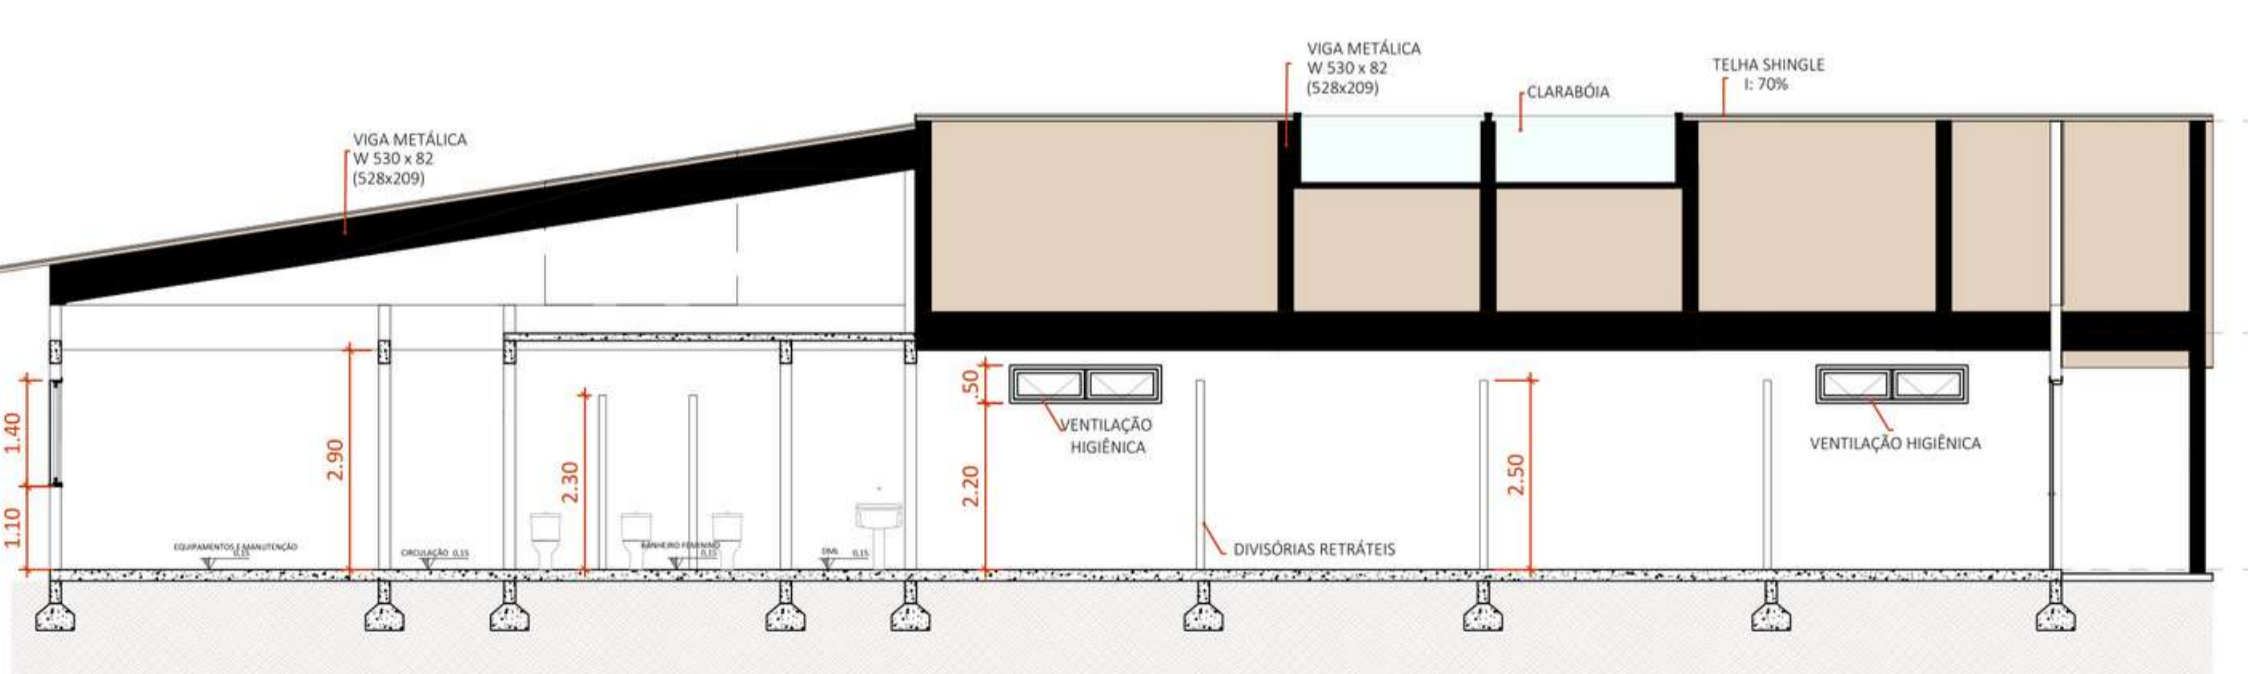 VIGA METÁLICA
W 530 x 82
(528x209)
CLARABÓIA
TELHA SHINGLE
I: 70%
VIGA METÁLICA
W 530 x 82
(528x209)
1.40
1.10
2.90
2.30
.50
2.20
2.50
VENTILAÇÃO
HIGIÊNICA
VENTILAÇÃO HIGIÊNICA
DIVISÓRIAS RETRÁTEIS
EQUIPAMENTOS E MANUTENÇÃO
0,15
CIRCULAÇÃO 0,15
BANHEIRO FEMININO
0,15
DML 0,15